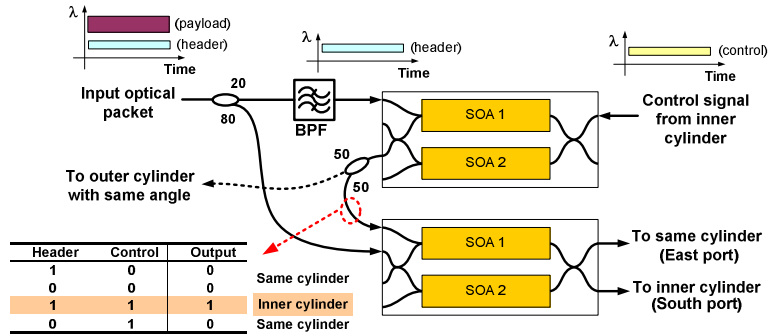 λ
(payload)
(header)
Time
λ
(header)
Time
λ
(control)
Time
Input optical
packet
20
80
BPF
SOA 1
SOA 2
Control signal
from inner
cylinder
50
50
To outer cylinder
with same angle
SOA 1
SOA 2
To same cylinder
(East port)
To inner cylinder
(South port)
Header Control Output
1 0 0
Same cylinder
0 0 0
1 1 1 Inner cylinder
0 1 0 Same cylinder